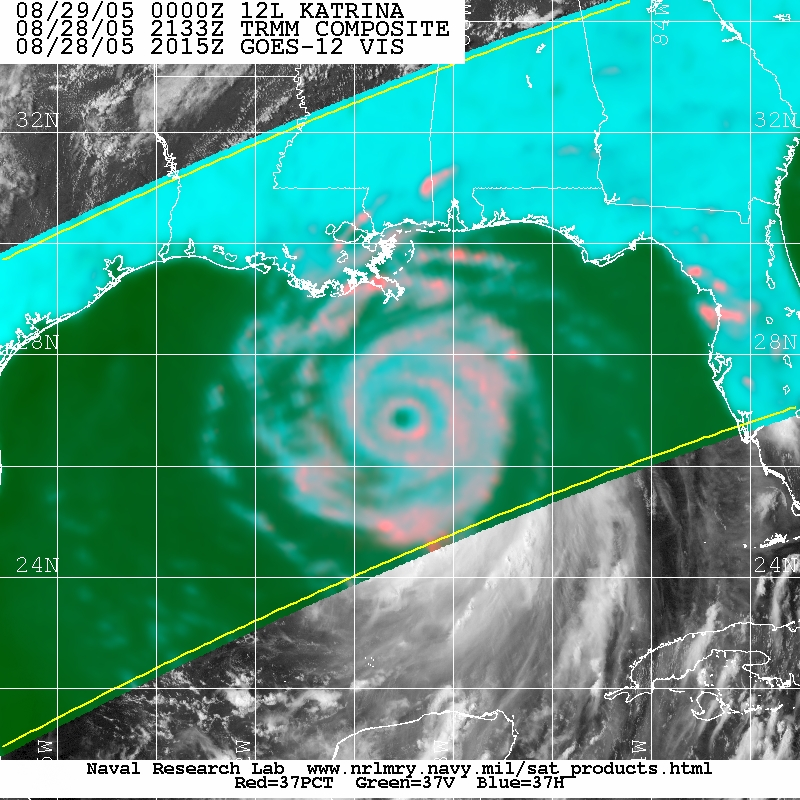 08/29/05 0000Z 12L KATRINA
08/28/05 2133Z TRMM COMPOSITE
08/28/05 2015Z GOES-12 VIS
32N 32N
28N 28N
24N 24N
Naval Research Lab www.nrlmry.navy.mil/sat_products.html
Red=37PCT Green=37V Blue=37H